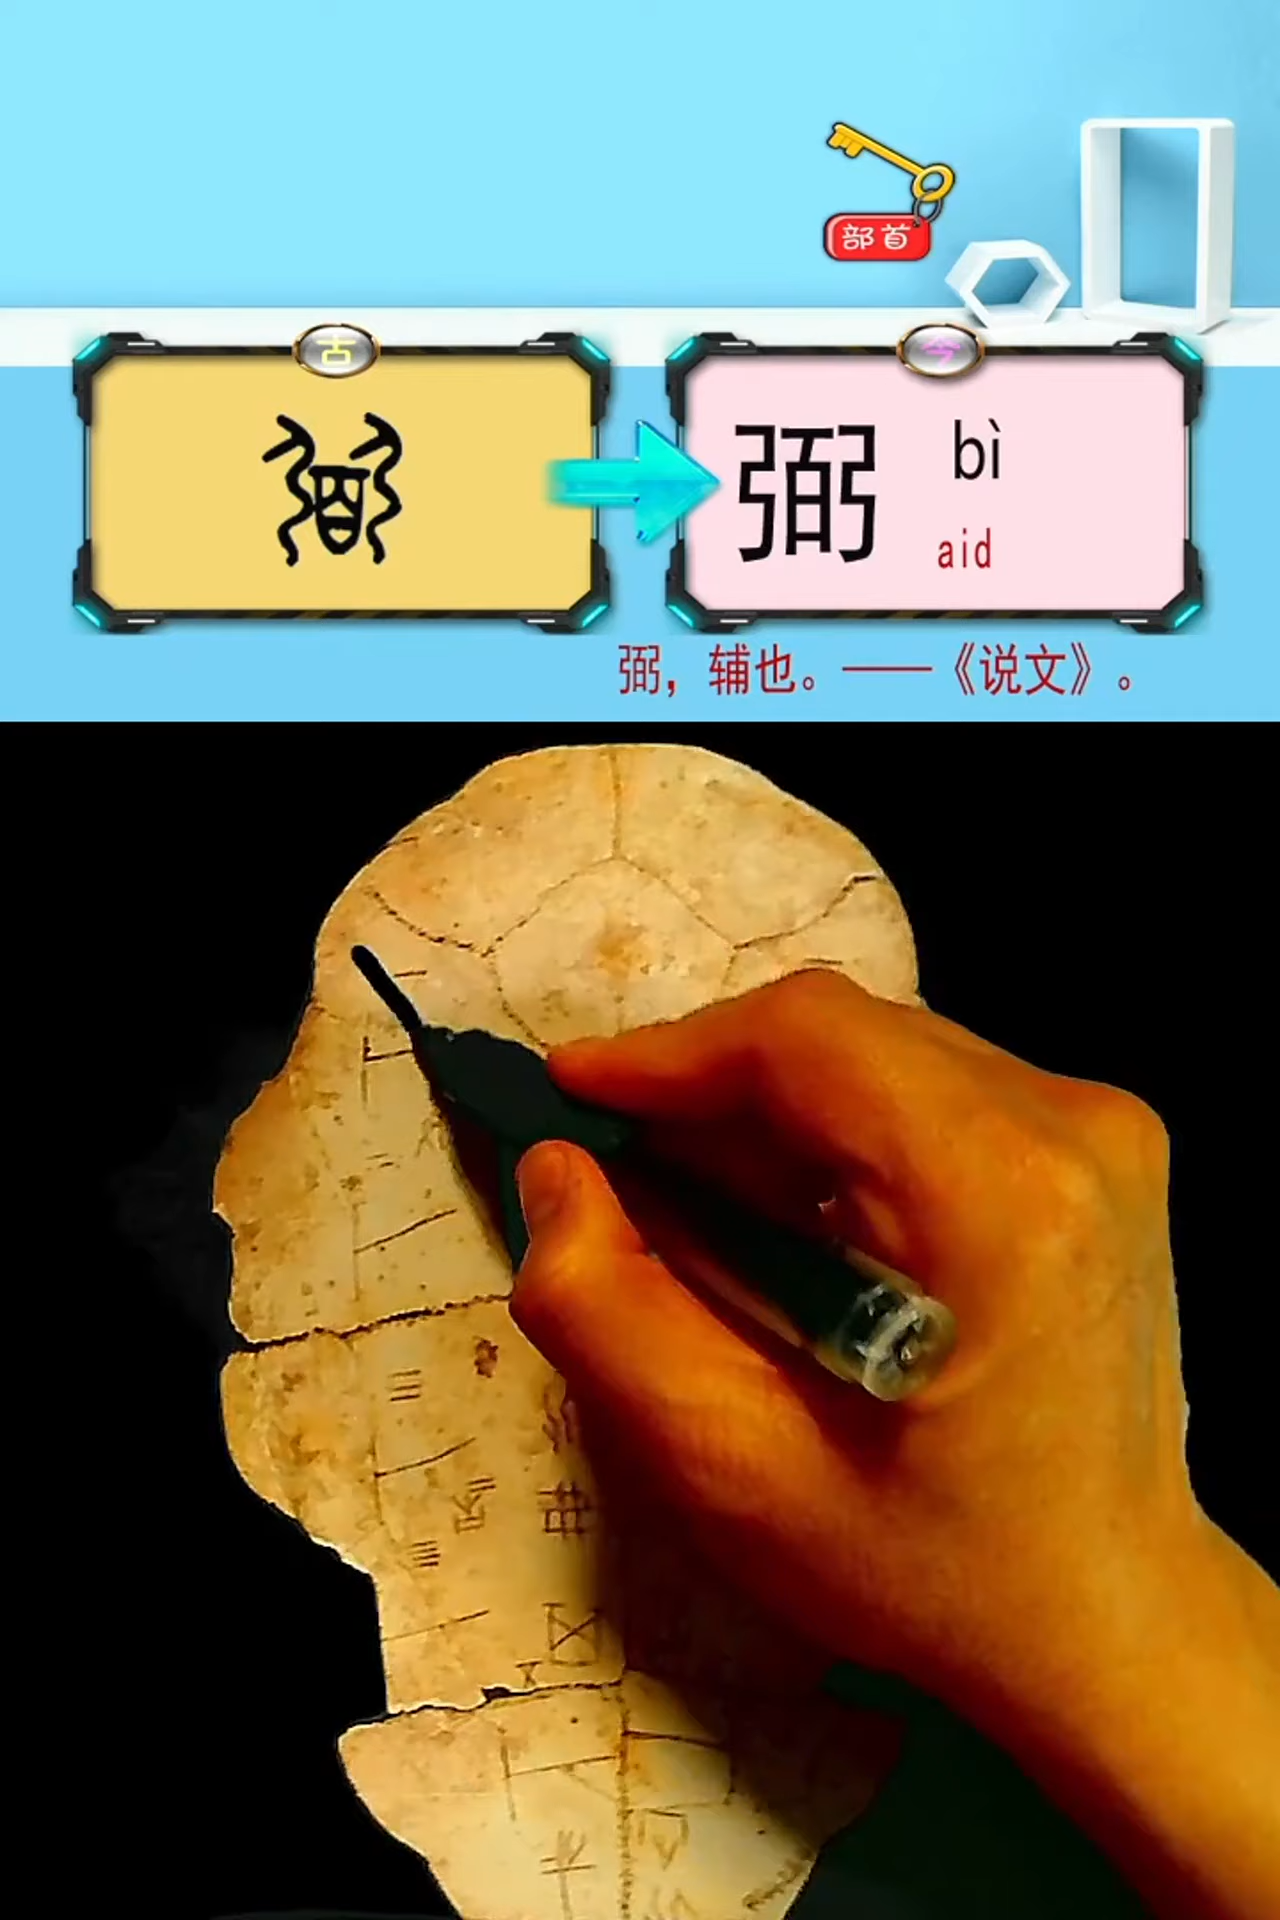 部首
古
今
弼
bì
aid
弼，辅也。——《说文》。